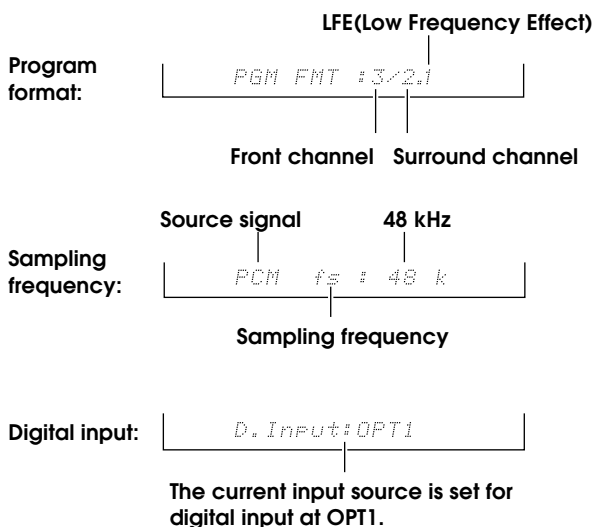 LFE(Low Frequency Effect)
Program
format:
PGM FMT :3/2.1
Front channel Surround channel
Source signal 48 kHz
Sampling
frequency:
PCM fs : 48 k
Sampling frequency
Digital input:
D.Input:OPT1
The current input source is set for
digital input at OPT1.